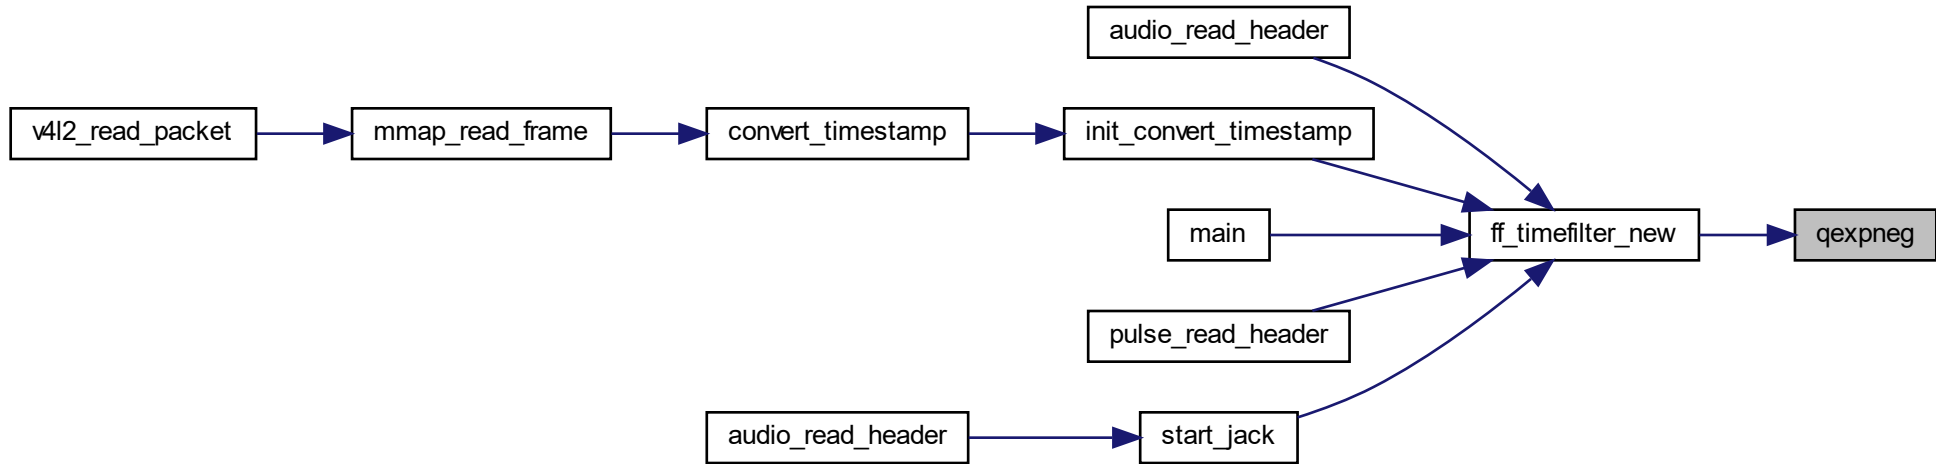 audio_read_header
v4l2_read_packet
mmap_read_frame
convert_timestamp
init_convert_timestamp
main
ff_timefilter_new
qexpneg
pulse_read_header
audio_read_header
start_jack